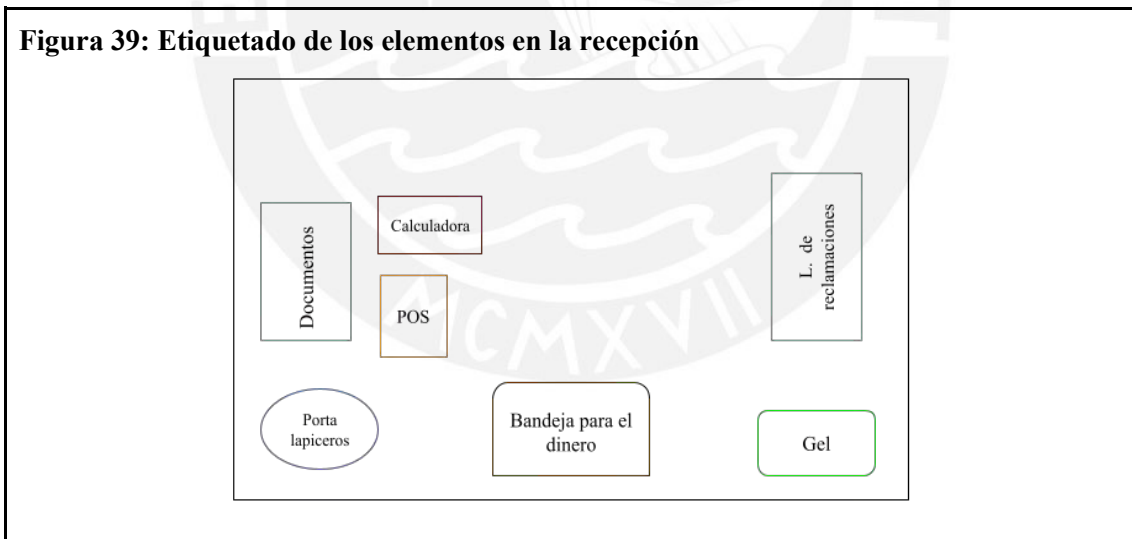 Figura 39: Etiquetado de los elementos en la recepción
Documentos
Calculadora
POS
L. de
reclamaciones
Porta
lapiceros
Bandeja para el
dinero
Gel
MCMXVII